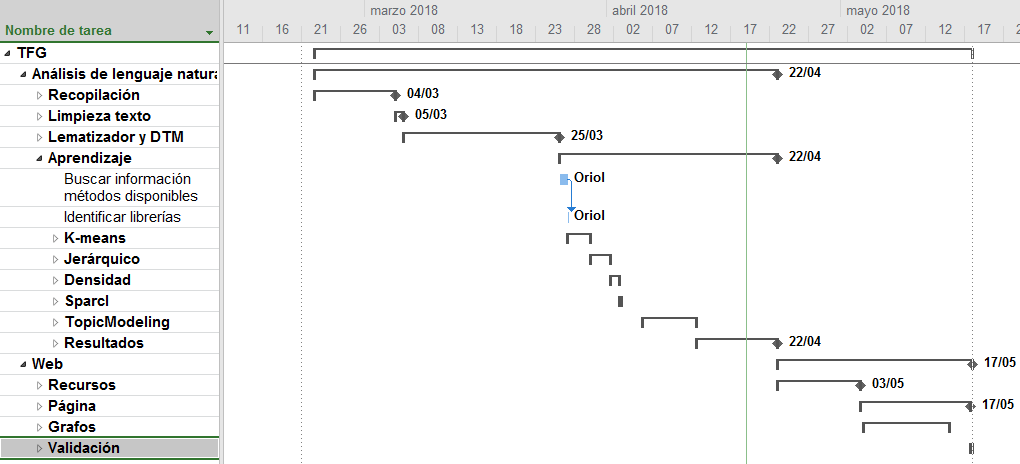 marzo 2018 abril 2018 mayo 2018
Nombre de tarea 11 16 21 26 03 08 13 18 23 28 02 07 12 17 22 27 02 07 12 17
TFG
Análisis de lenguaje natura 22/04
Recopilación 04/03
Limpieza texto 05/03
Lematizador y DTM 25/03
Aprendizaje 22/04
Buscar información Oriol
métodos disponibles
Identificar librerías Oriol
K-means
Jerárquico
Densidad
Sparcl
TopicModeling
Resultados 22/04
Web 17/05
Recursos 03/05
Página 17/05
Grafos
Validación